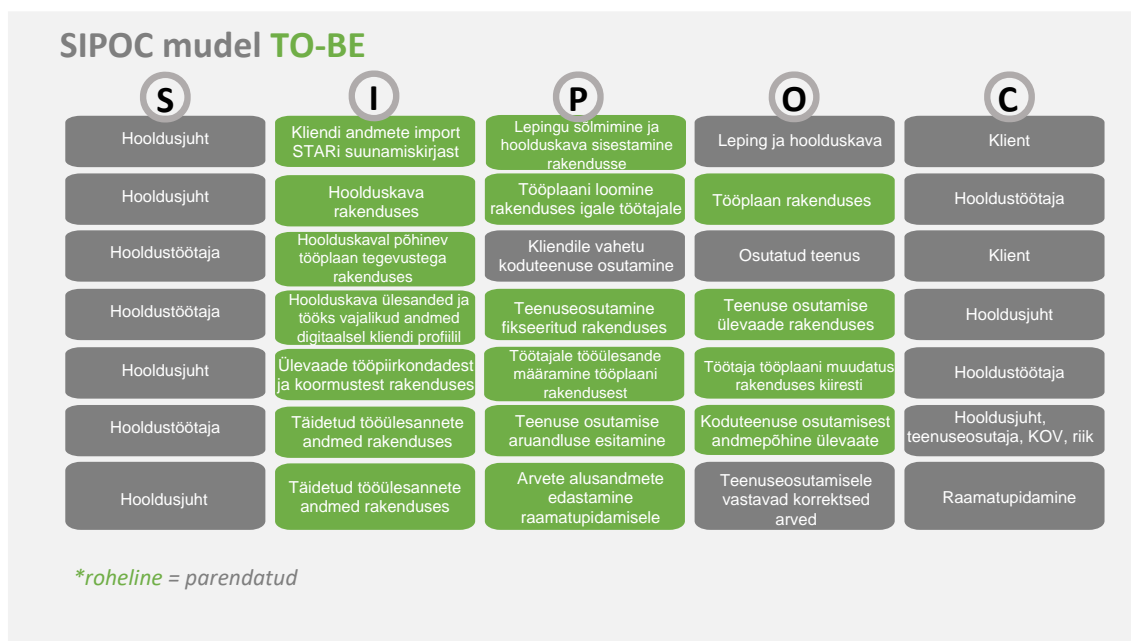 SIPOC mudel TO-BE
S
I
P
O
C
Hooldusjuht
Kliendi andmete import
STARi suunamiskirjast
Lepingu sõlmimine ja
hoolduskava sisestamine
rakendusse
Leping ja hoolduskava
Klient
Hooldusjuht
Hoolduskava
rakenduses
Tööplaani loomine
rakenduses igale töötajale
Tööplaan rakenduses
Hooldustöötaja
Hooldustöötaja
Hoolduskaval põhinev
tööplaan tegevustega
rakenduses
Kliendile vahetu
koduteenuse osutamine
Osutatud teenus
Klient
Hooldustöötaja
Hoolduskava ülesanded ja
tööks vajalikud andmed
digitaalsel kliendi profiilil
Teenuseosutamine
fikseeritud rakenduses
Teenuse osutamise
ülevaade rakenduses
Hooldusjuht
Hooldusjuht
Ülevaade tööpiirkondadest
ja koormustest rakenduses
Töötajale tööülesande
määramine tööplaani
rakendusest
Töötaja tööplaani muudatus
rakenduses kiiresti
Hooldustöötaja
Hooldustöötaja
Täidetud tööülesannete
andmed rakenduses
Teenuse osutamise
aruandluse esitamine
Koduteenuse osutamisest
andmepõhine ülevaate
Hooldusjuht,
teenuseosutaja, KOV, riik
Hooldusjuht
Täidetud tööülesannete
andmed rakenduses
Arvete alusandmete
edastamine
raamatupidamisele
Teenuseosutamisele
vastavad korrektsed
arved
Raamatupidamine
*roheline = parendatud